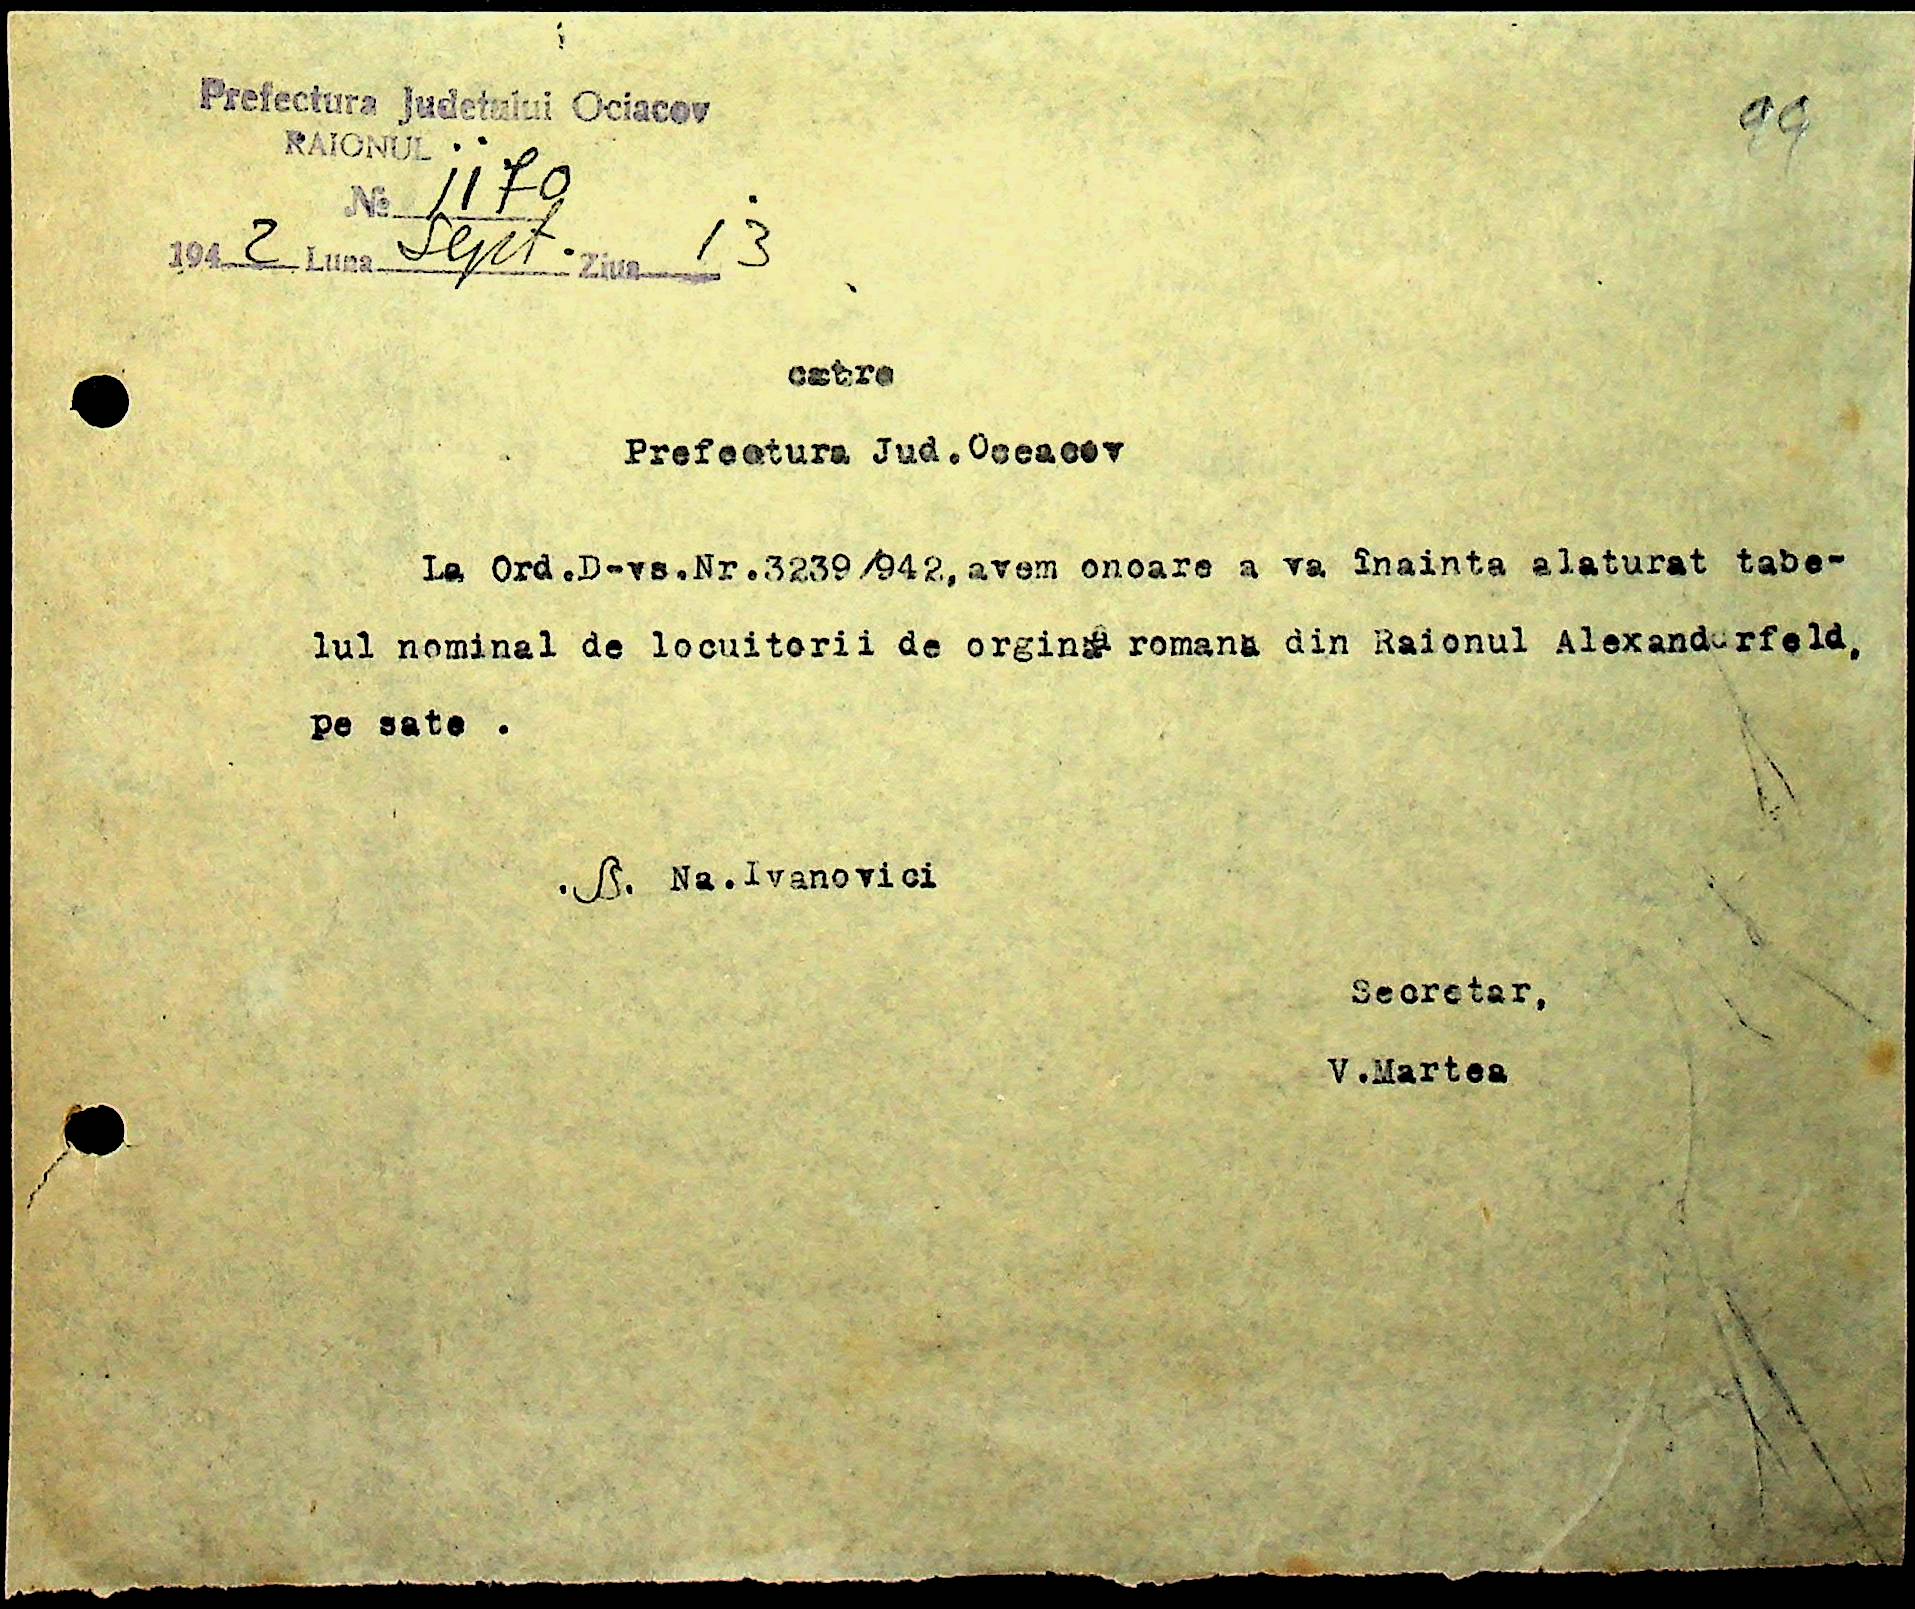 99
Prefectura Judetului Ociacov
RAIONUL
№ 1170
1942 Luna Sept. Ziua 13
catre
Prefectura Jud.Oceacov
La Ord.D-vs.Nr.3239/942,avem onoare a va înainta alaturat tabe-
lul nominal de locuitorii de orgina romana din Raionul Alexanderfeld,
pe sate .
Na.Ivanovici
Secretar,
V.Martea